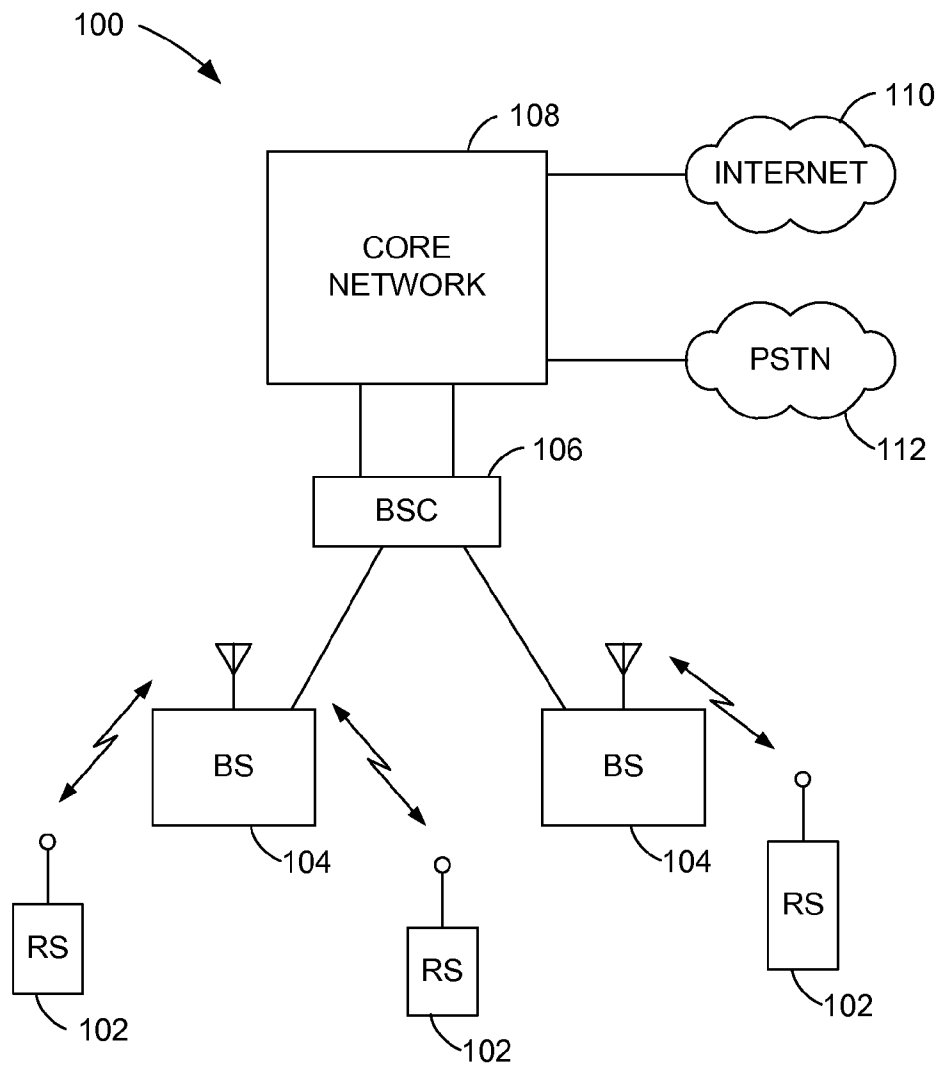 100
108
110
INTERNET
CORE
NETWORK
PSTN
112
106
BSC
BS
BS
104
104
RS
RS
RS
102
102
102